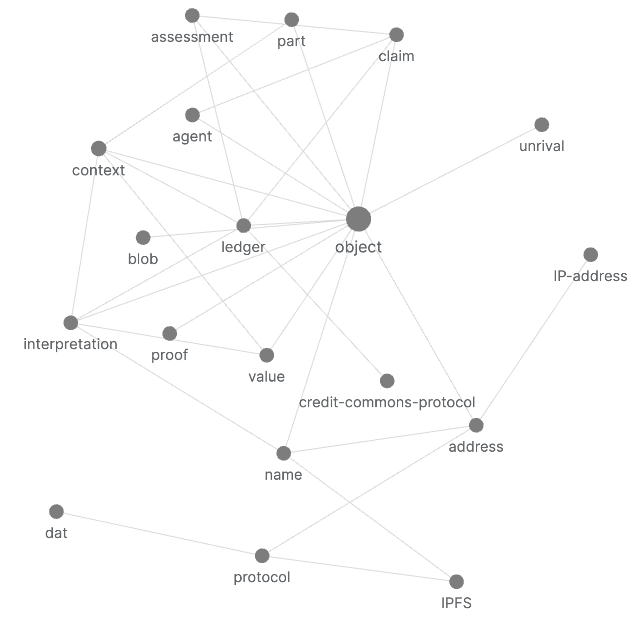 assessment
part
claim
agent
unrival
context
ledger
object
blob
IP-address
interpretation
proof
value
credit-commons-protocol
address
name
dat
protocol
IPFS